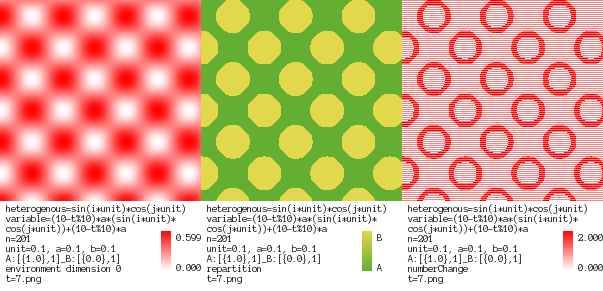 heterogenous=sin(i*unit)*cos(j*unit)
variable=(10-t%10)*a*(sin(i*unit)*
cos(j*unit))+(10-t%10)*a
n=201
unit=0.1, a=0.1, b=0.1
A:[{1.0},1]_B:[{0.0},1]
environment dimension 0
t=7.png
0.599
0.000
heterogenous=sin(i*unit)*cos(j*unit)
variable=(10-t%10)*a*(sin(i*unit)*
cos(j*unit))+(10-t%10)*a
n=201
unit=0.1, a=0.1, b=0.1
A:[{1.0},1]_B:[{0.0},1]
repartition
t=7.png
B
A
heterogenous=sin(i*unit)*cos(j*unit)
variable=(10-t%10)*a*(sin(i*unit)*
cos(j*unit))+(10-t%10)*a
n=201
unit=0.1, a=0.1, b=0.1
A:[{1.0},1]_B:[{0.0},1]
numberChange
t=7.png
2.000
0.000